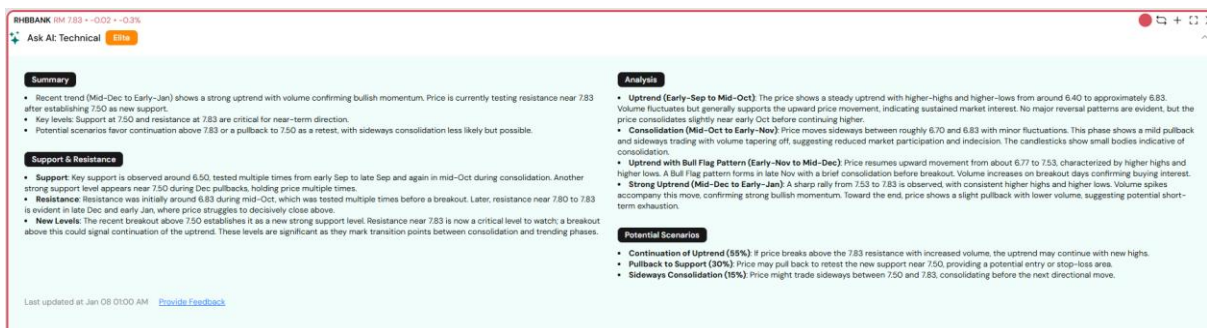 RHBBANK RM 7.83 • -0.02 • -0.3%
Ask AI: Technical Elite
Summary
• Recent trend (Mid-Dec to Early-Jan) shows a strong uptrend with volume confirming bullish momentum. Price is currently testing resistance near 7.83
after establishing 7.50 as new support.
• Key levels: Support at 7.50 and resistance at 7.83 are critical for near-term direction.
• Potential scenarios favor continuation above 7.83 or a pullback to 7.50 as a retest, with sideways consolidation less likely but possible.
Support & Resistance
• Support: Key support is observed around 6.50, tested multiple times from early Sep to late Sep and again in mid-Oct during consolidation. Another
strong support level appears near 7.50 during Dec pullbacks, holding price multiple times.
• Resistance: Resistance was initially around 6.83 during mid-Oct, which was tested multiple times before a breakout. Later, resistance near 7.80 to 7.83
is evident in late Dec and early Jan, where price struggles to decisively close above.
• New Levels: The recent breakout above 7.50 establishes it as a new strong support level. Resistance near 7.83 is now a critical level to watch; a breakout
above this could signal continuation of the uptrend. These levels are significant as they mark transition points between consolidation and trending phases.
Last updated at Jan 08 01:00 AM Provide Feedback
Analysis
• Uptrend (Early-Sep to Mid-Oct): The price shows a steady uptrend with higher-highs and higher-lows from around 6.40 to approximately 6.83.
Volume fluctuates but generally supports the upward price movement, indicating sustained market interest. No major reversal patterns are evident, but the
price consolidates slightly near early Oct before continuing higher.
• Consolidation (Mid-Oct to Early-Nov): Price moves sideways between roughly 6.70 and 6.83 with minor fluctuations. This phase shows a mild pullback
and sideways trading with volume tapering off, suggesting reduced market participation and indecision. The candlesticks show small bodies indicative of
consolidation.
• Uptrend with Bull Flag Pattern (Early-Nov to Mid-Dec): Price resumes upward movement from about 6.77 to 7.53, characterized by higher highs and
higher lows. A Bull Flag pattern forms in late Nov with a brief consolidation before breakout. Volume increases on breakout days confirming buying interest.
• Strong Uptrend (Mid-Dec to Early-Jan): A sharp rally from 7.53 to 7.83 is observed, with consistent higher highs and higher lows. Volume spikes
accompany this move, confirming strong bullish momentum. Toward the end, price shows a slight pullback with lower volume, suggesting potential short-
term exhaustion.
Potential Scenarios
• Continuation of Uptrend (55%): If price breaks above the 7.83 resistance with increased volume, the uptrend may continue with new highs.
• Pullback to Support (30%): Price may pull back to retest the new support near 7.50, providing a potential entry or stop-loss area.
• Sideways Consolidation (15%): Price might trade sideways between 7.50 and 7.83, consolidating before the next directional move.